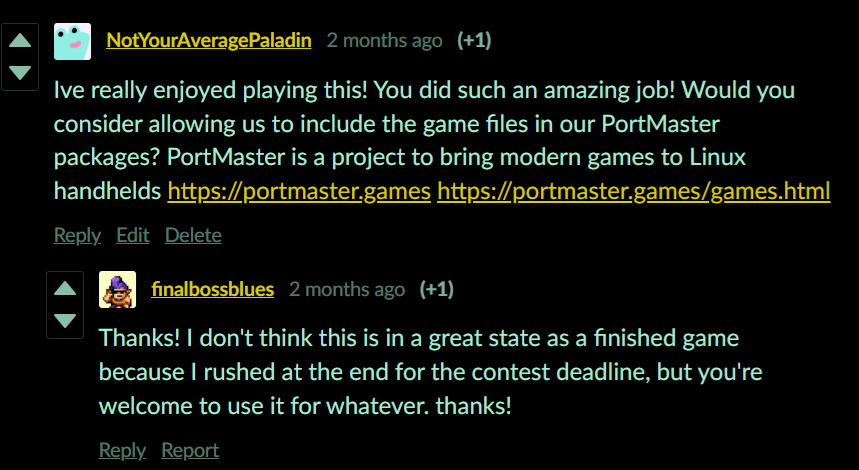 NotYourAveragePaladin 2 months ago (+1)
Ive really enjoyed playing this! You did such an amazing job! Would you
consider allowing us to include the game files in our PortMaster
packages? PortMaster is a project to bring modern games to Linux
handhelds https://portmaster.games https://portmaster.games/games.html
Reply Edit Delete
finalbossblues 2 months ago (+1)
Thanks! I don't think this is in a great state as a finished game
because I rushed at the end for the contest deadline, but you're
welcome to use it for whatever. thanks!
Reply Report